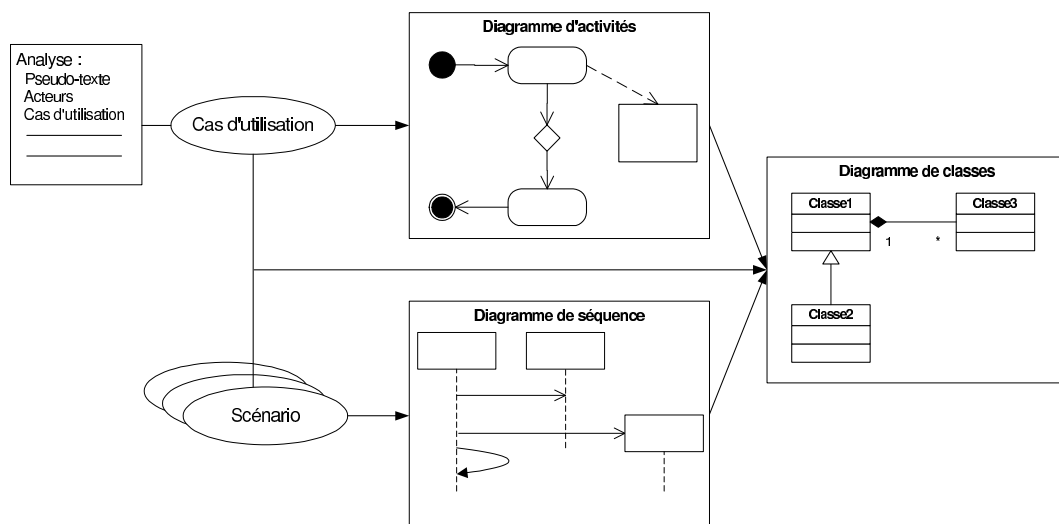 Analyse :
Pseudo-texte
Acteurs
Cas d'utilisation
Cas d'utilisation
Diagramme d'activités
Diagramme de classes
Classe1
Classe3
1
*
Classe2
Diagramme de séquence
Scénario